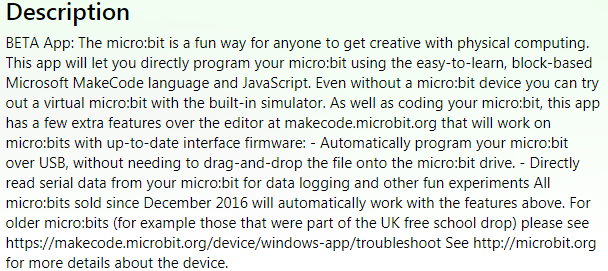 Description
BETA App: The micro:bit is a fun way for anyone to get creative with physical computing.
This app will let you directly program your micro:bit using the easy-to-learn, block-based
Microsoft MakeCode language and JavaScript. Even without a micro:bit device you can try
out a virtual micro:bit with the built-in simulator. As well as coding your micro:bit, this app
has a few extra features over the editor at makecode.microbit.org that will work on
micro:bits with up-to-date interface firmware: - Automatically program your micro:bit
over USB, without needing to drag-and-drop the file onto the micro:bit drive. - Directly
read serial data from your micro:bit for data logging and other fun experiments All
micro:bits sold since December 2016 will automatically work with the features above. For
older micro:bits (for example those that were part of the UK free school drop) please see
https://makecode.microbit.org/device/windows-app/troubleshoot See http://microbit.org
for more details about the device.